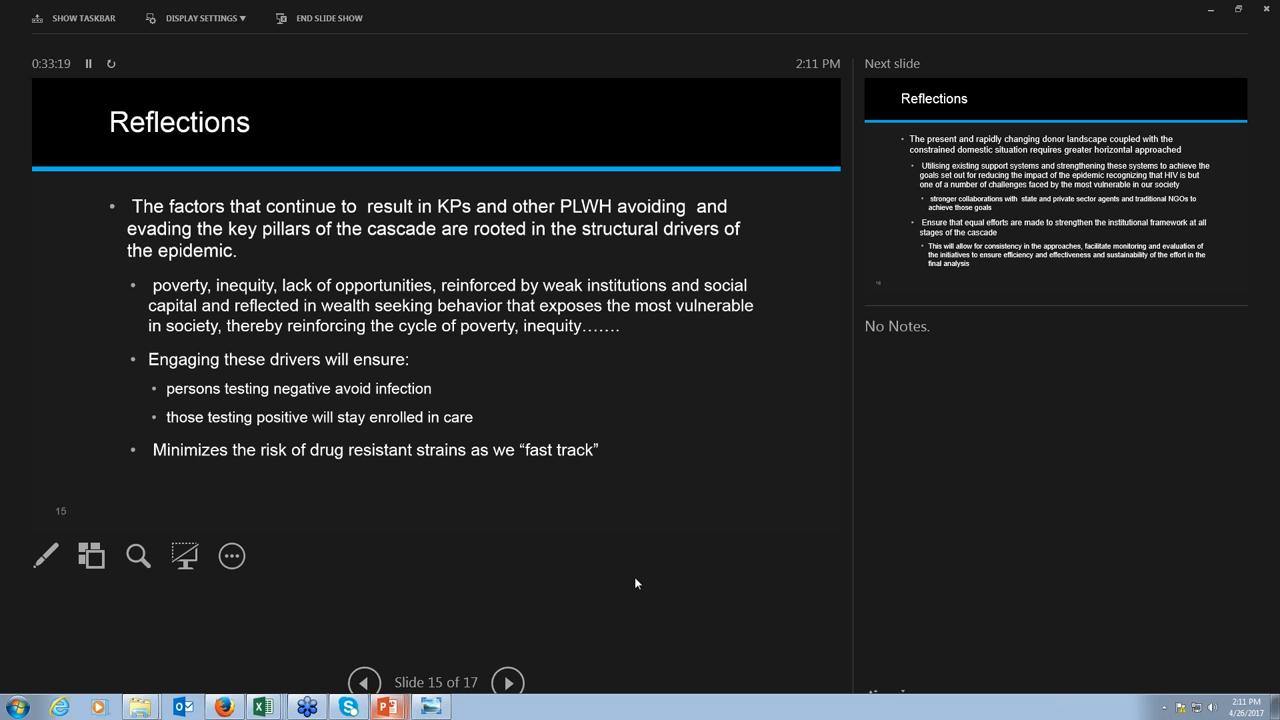 SHOW TASKBAR
DISPLAY SETTINGS ▼
END SLIDE SHOW
0:33:19
2:11 PM
Reflections
• The factors that continue to result in KPs and other PLWH avoiding and
evading the key pillars of the cascade are rooted in the structural drivers of
the epidemic.
• poverty, inequity, lack of opportunities, reinforced by weak institutions and social
capital and reflected in wealth seeking behavior that exposes the most vulnerable
in society, thereby reinforcing the cycle of poverty, inequity…….
• Engaging these drivers will ensure:
• persons testing negative avoid infection
• those testing positive will stay enrolled in care
• Minimizes the risk of drug resistant strains as we “fast track”
15
Slide 15 of 17
Next slide
Reflections
• The present and rapidly changing donor landscape coupled with the
constrained domestic situation requires greater horizontal approached
• Utilising existing support systems and strengthening these systems to achieve the
goals set out for reducing the impact of the epidemic recognizing that HIV is but
one of a number of challenges faced by the most vulnerable in our society
• stronger collaborations with state and private sector agents and traditional NGOs to
achieve those goals
• Ensure that equal efforts are made to strengthen the institutional framework at all
stages of the cascade
• This will allow for consistency in the approaches, facilitate monitoring and evaluation of
the initiatives to ensure efficiency and effectiveness and sustainability of the effort in the
final analysis
No Notes.
2:11 PM
4/26/2017